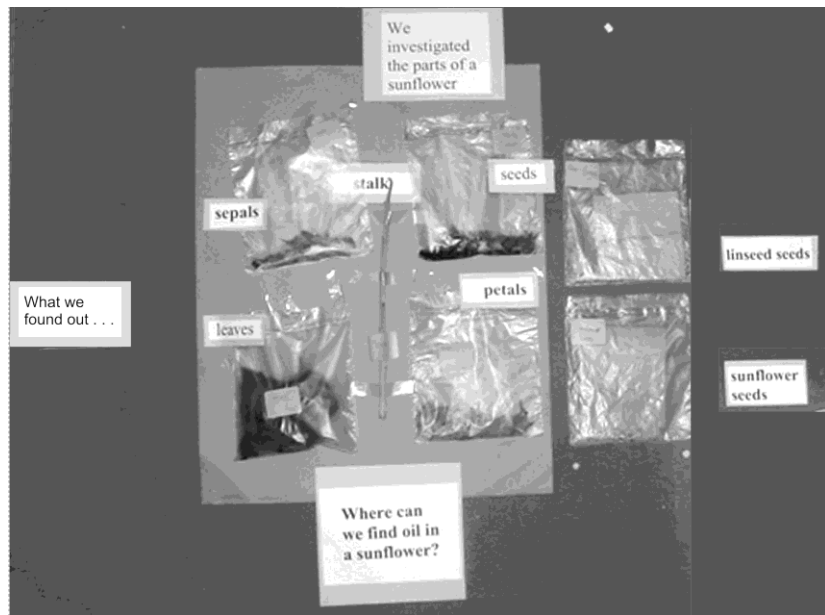 We
investigated
the parts of a
sunflower
stalk
seeds
sepals
linseed seeds
petals
What we
found out . . .
leaves
sunflower
seeds
Where can
we find oil in
a sunflower?